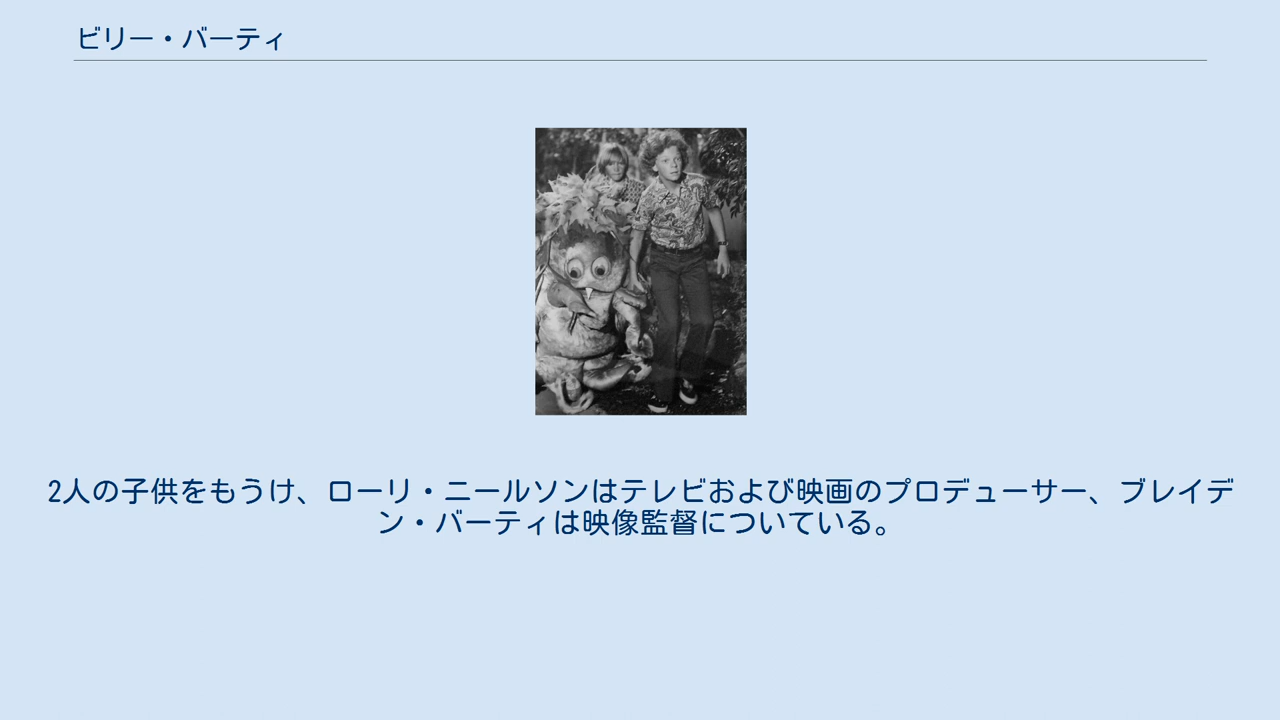 ビリー・バーティ
2人の子供をもうけ、ローリ・ニールソンはテレビおよび映画のプロデューサー、ブレイデ
ン・バーティは映像監督についている。